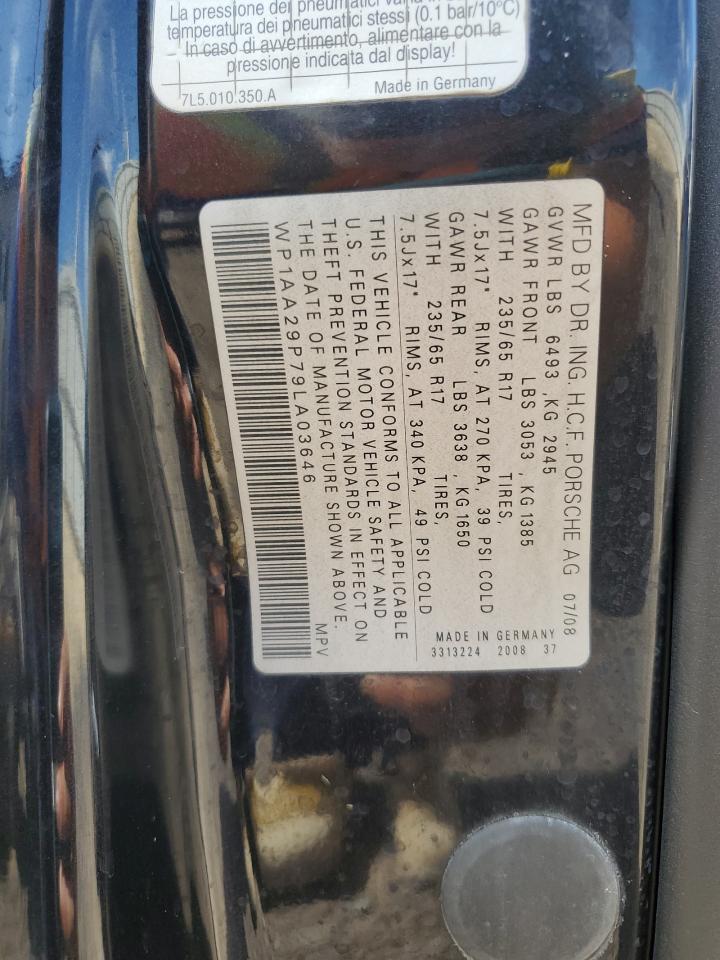 La pressione dei pneumatici varia in
temperatura dei pneumatici stessi (0.1 bar/10°C)
In caso di avvertimento, alimentare con la
pressione indicata dal display!
7L5.010.350.A Made in Germany
MFD BY DR. ING. H.C.F. PORSCHE AG 07/08
GVWR LBS 6493 ,KG 2945
GAWR FRONT LBS 3053 , KG 1385
WITH 235/65 R17 TIRES,
7.5Jx17" RIMS, AT 270 KPA, 39 PSI COLD
GAWR REAR LBS 3638 , KG 1650
WITH 235/65 R17 TIRES,
7.5Jx17" RIMS, AT 340 KPA, 49 PSI COLD
MADE IN GERMANY
3313224 2008 37
THIS VEHICLE CONFORMS TO ALL APPLICABLE
U.S. FEDERAL MOTOR VEHICLE SAFETY AND
THEFT PREVENTION STANDARDS IN EFFECT ON
THE DATE OF MANUFACTURE SHOWN ABOVE.
WP1AA29P79LA03646 MPV